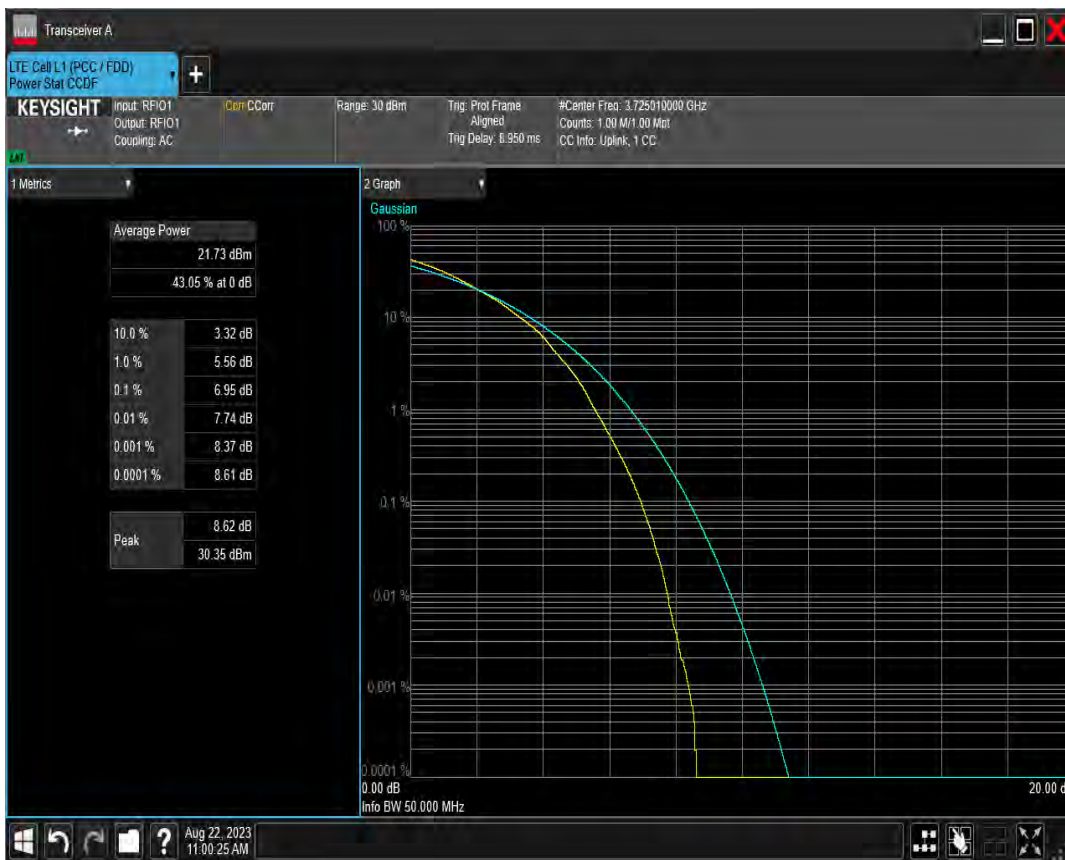 Transceiver A
LTE Cell L1 (PCC / FDD)
Power Stat CCDF
+
KEYSIGHT
LXI
Input: RFIO1
Output: RFIO1
Coupling: AC
Corr CCorr
Range: 30 dBm
Trig: Prot Frame
Aligned
Trig Delay: 8.950 ms
#Center Freq: 3.725010000 GHz
Counts: 1.00 M/1.00 Mpt
CC Info: Uplink, 1 CC
1 Metrics
Average Power
21.73 dBm
43.05 % at 0 dB
10.0 % 3.32 dB
1.0 % 5.56 dB
0.1 % 6.95 dB
0.01 % 7.74 dB
0.001 % 8.37 dB
0.0001 % 8.61 dB
Peak 8.62 dB
30.35 dBm
2 Graph
Gaussian
100 %
10 %
1 %
0.1 %
0.01 %
0.001 %
0.0001 %
0.00 dB 20.00 d
Info BW 50.000 MHz
?
Aug 22, 2023
11:00:25 AM